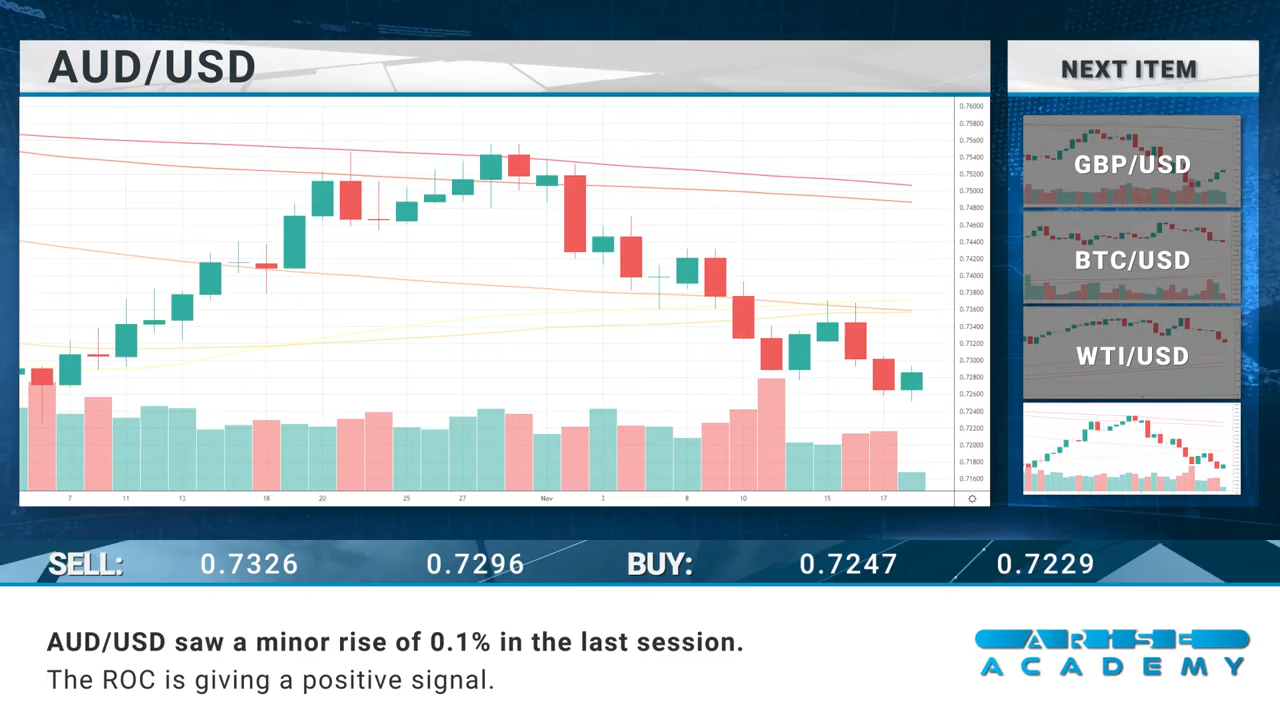 AUD/USD
NEXT ITEM
0.76000
0.75800
0.75600
0.75400
0.75200
0.75000
0.74800
0.74600
0.74400
0.74200
0.74000
0.73800
0.73600
0.73400
0.73200
0.73000
0.72800
0.72600
0.72400
0.72200
0.72000
0.71800
0.71600
7 11 13 18 20 25 27 Nov 3 8 10 15 17
GBP/USD
BTC/USD
WTI/USD
SELL: 0.7326 0.7296 BUY: 0.7247 0.7229
AUD/USD saw a minor rise of 0.1% in the last session.
The ROC is giving a positive signal.
ARISE
ACADEMY